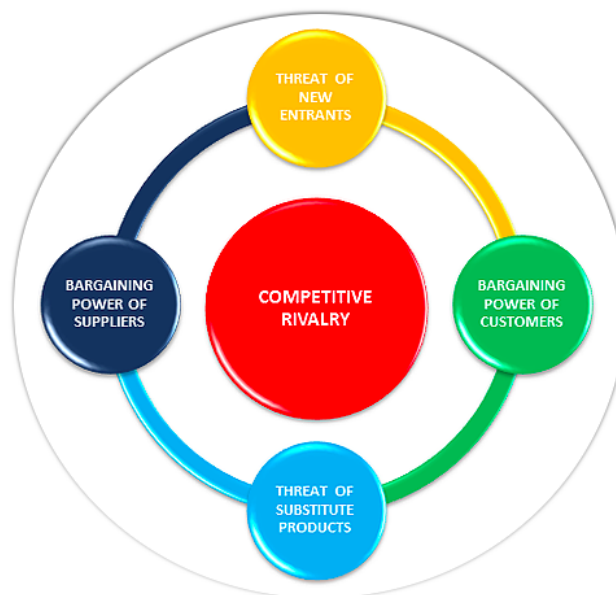 THREAT OF
NEW
ENTRANTS
BARGAINING
POWER OF
SUPPLIERS
COMPETITIVE
RIVALRY
BARGAINING
POWER OF
CUSTOMERS
THREAT OF
SUBSTITUTE
PRODUCTS